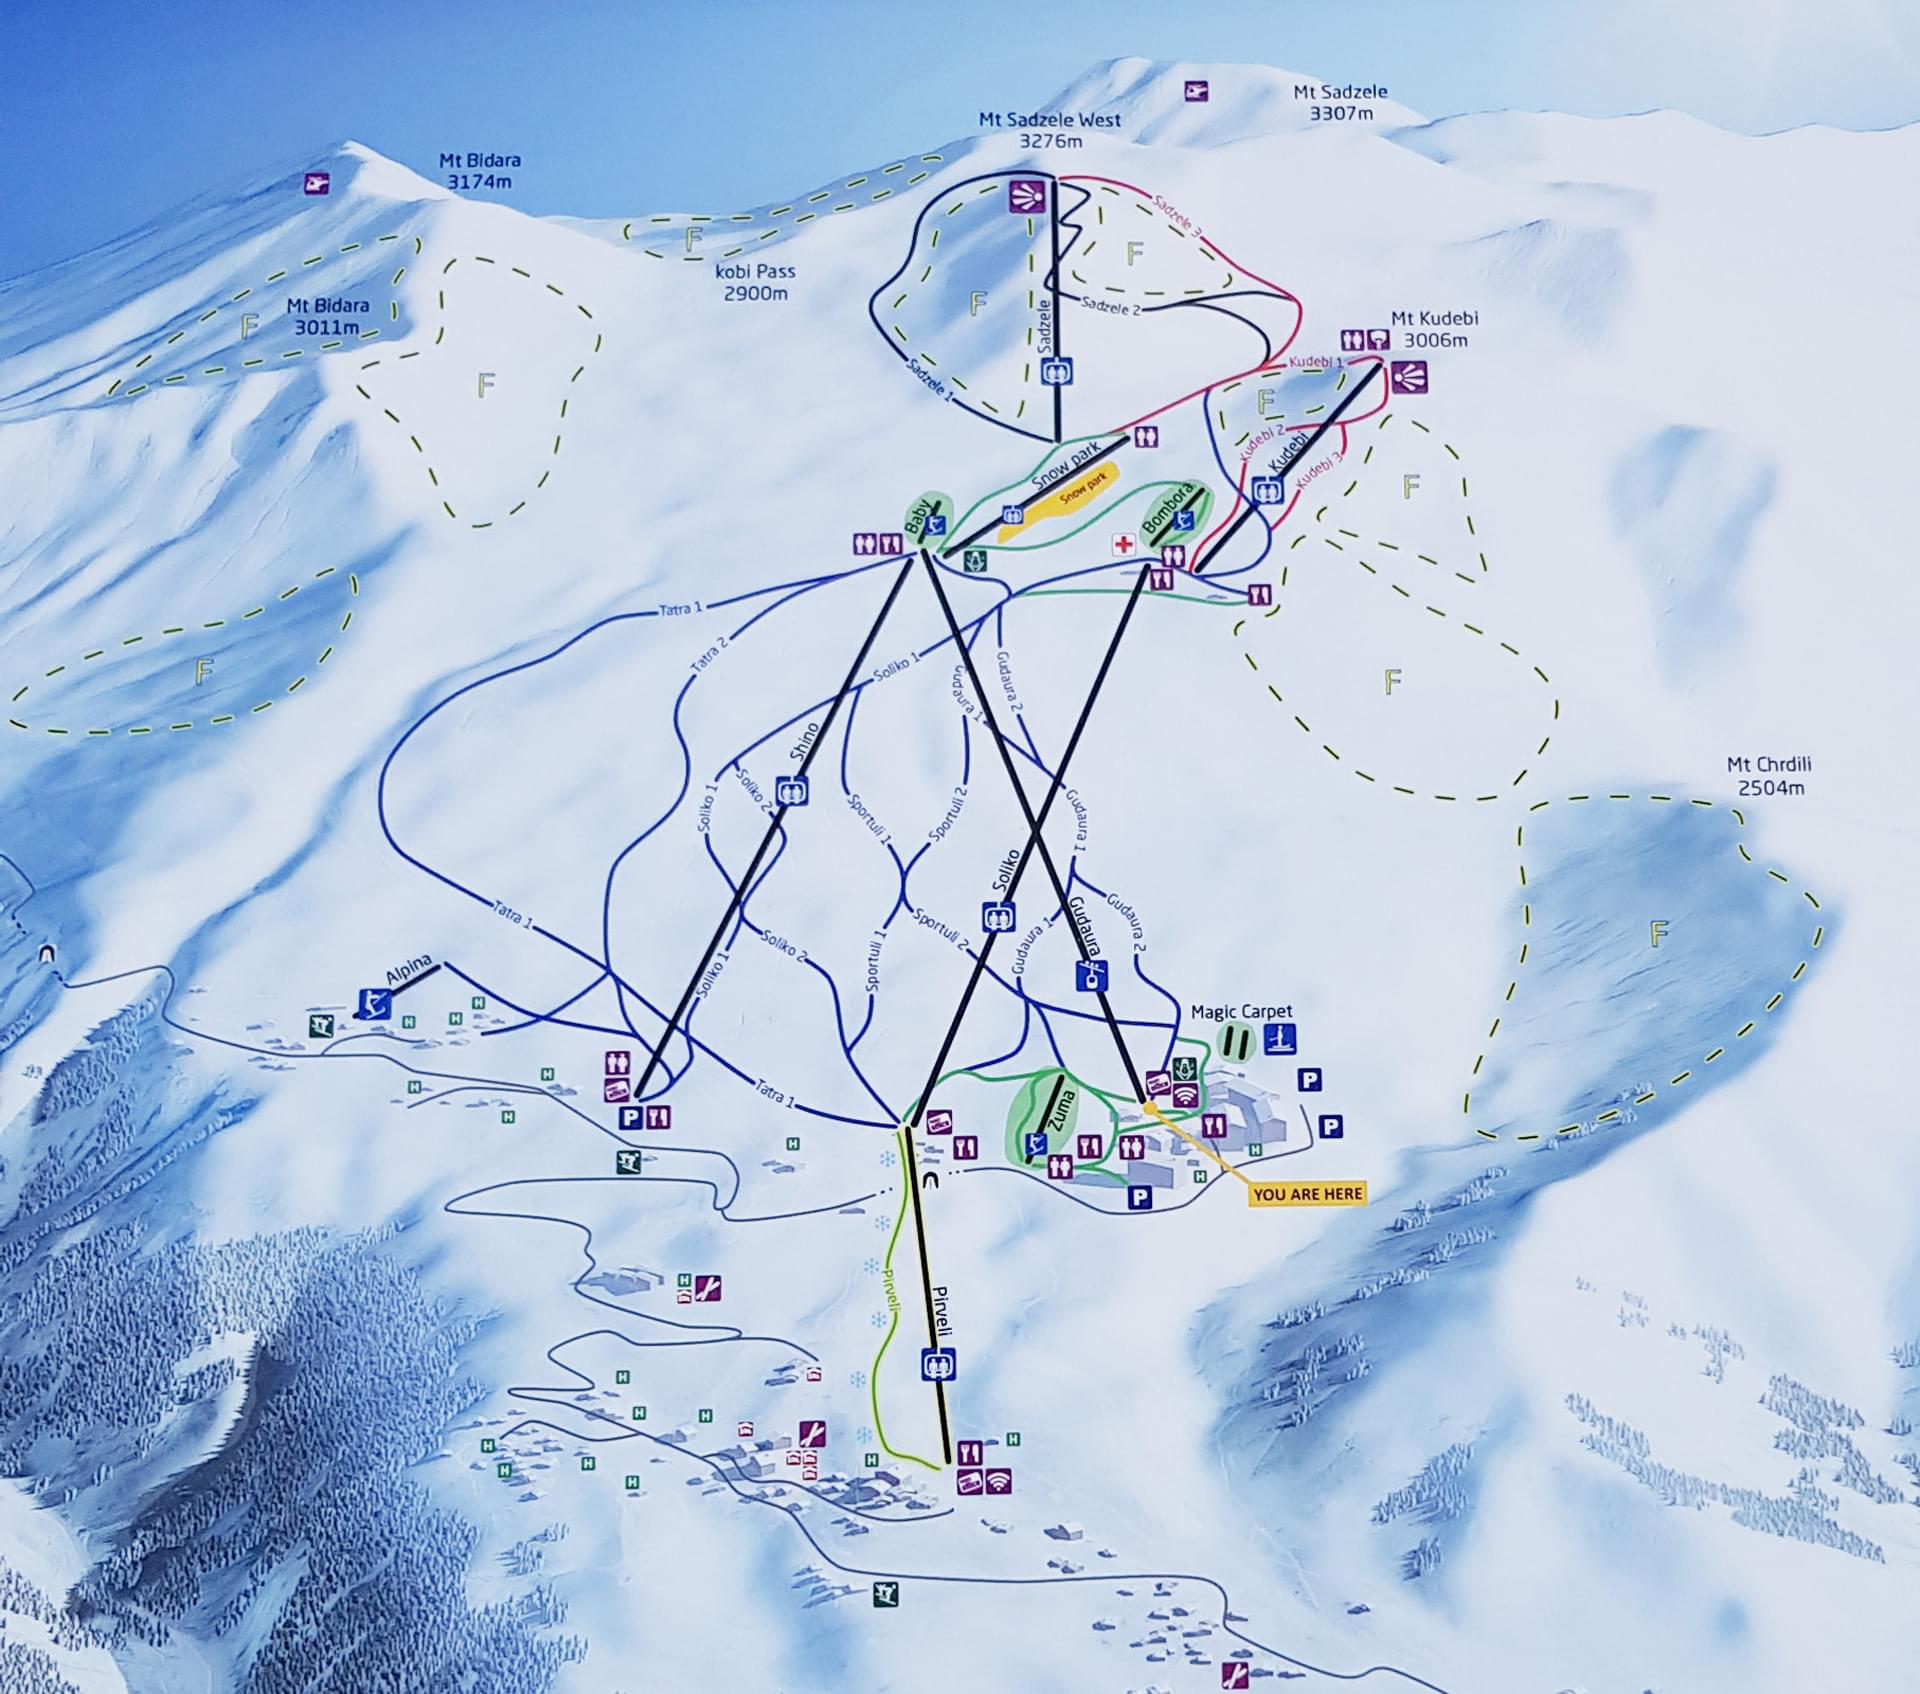 Mt Sadzele
3307m
Mt Sadzele West
3276m
Mt Bidara
3174m
Sadzele 3
F
F
kobi Pass
2900m
Mt Bidara
3011m
F
F
Sadzele
Sadzele 2
Mt Kudebi
3006m
Kudebi 1
Sadzele 1
F
F
Kudebi 2
Kudebi
Kudebi 3
Snow park
Snow park
F
Baby
Bombora
Tatra 1
Tatra 2
Soliko 1
Gudaura 1
Gudaura 2
F
F
Shino
Soliko 1
Soliko 2
Sportuli 1
Sportuli 2
Gudaura 1
Mt Chrdili
2504m
Soliko
Tatra 1
Soliko 2
Sportuli 2
Gudaura 1
Gudaura
Gudaura 2
F
Soliko 1
Sportuli 1
Alpina
H
H
H
Magic Carpet
H
H
H
Tatra 1
Zuma
P
P
P
H
H
H
P
YOU ARE HERE
H
Pirveli
Pirveli
H
H
H
H
H
H
H
H
H